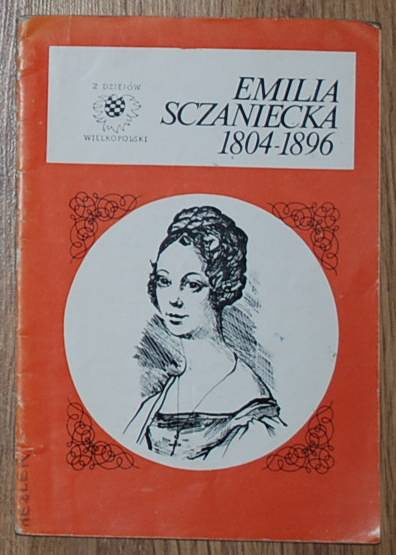 Z DZIEJÓW
WIELKOPOLSKI
EMILIA
SCZANIECKA
1804-1896